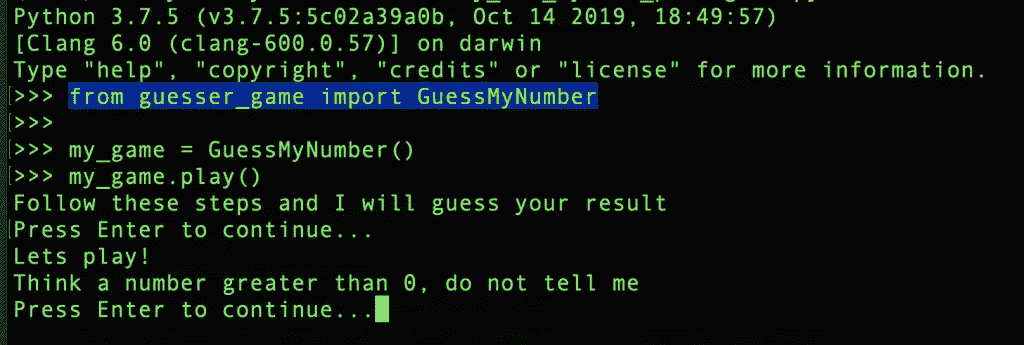 Python 3.7.5 (v3.7.5:5c02a39a0b, Oct 14 2019, 18:49:57)
[Clang 6.0 (clang-600.0.57)] on darwin
Type "help", "copyright", "credits" or "license" for more information.
[>>> from guesser_game import GuessMyNumber
[>>>
[>>> my_game = GuessMyNumber()
[>>> my_game.play()
Follow these steps and I will guess your result
[Press Enter to continue...
Lets play!
Think a number greater than 0, do not tell me
Press Enter to continue...